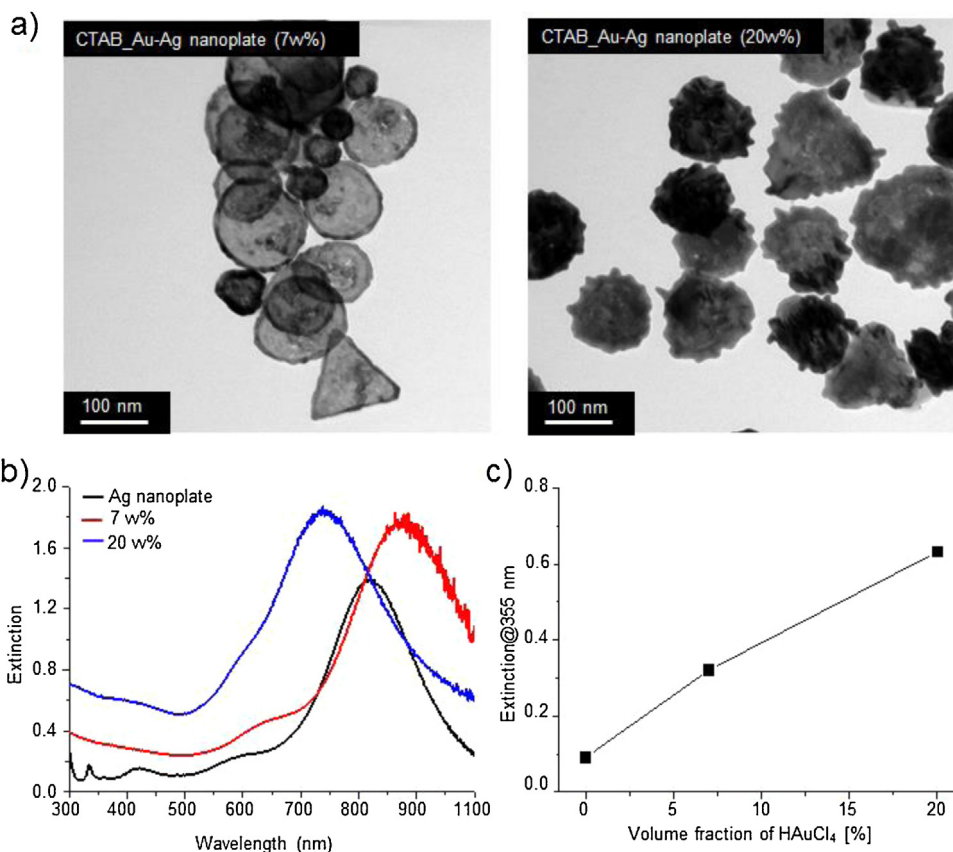 a)
CTAB_Au-Ag nanoplate (7w%)
100 nm
CTAB_Au-Ag nanoplate (20w%)
100 nm
b)
2.0
1.6
1.2
0.8
0.4
0.0
Extinction
Ag nanoplate
7 w%
20 w%
300 400 500 600 700 800 900 1000 1100
Wavelength (nm)
c)
0.8
0.6
0.4
0.2
0.0
Extinction@355 nm
0 5 10 15 20
Volume fraction of HAuCl₄ [%]